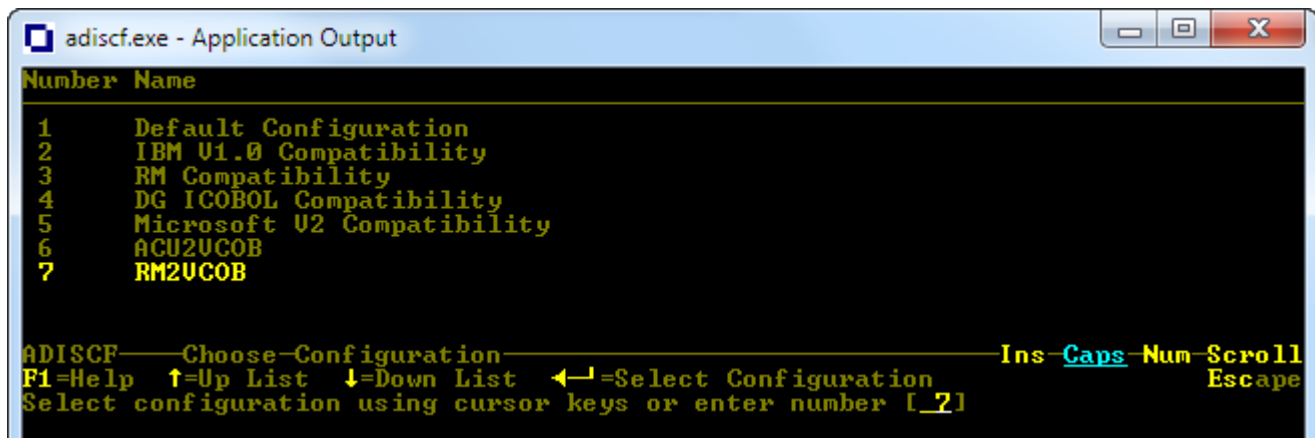 adiscf.exe - Application Output
Number Name
1 Default Configuration
2 IBM V1.0 Compatibility
3 RM Compatibility
4 DG ICOBOL Compatibility
5 Microsoft V2 Compatibility
6 ACU2VCOB
7 RM2VCOB
ADISCF——Choose-Configuration——Ins-Caps-Num-Scroll
F1=Help ↑=Up List ↓=Down List ◄─┘=Select Configuration Escape
Select configuration using cursor keys or enter number [ 7]